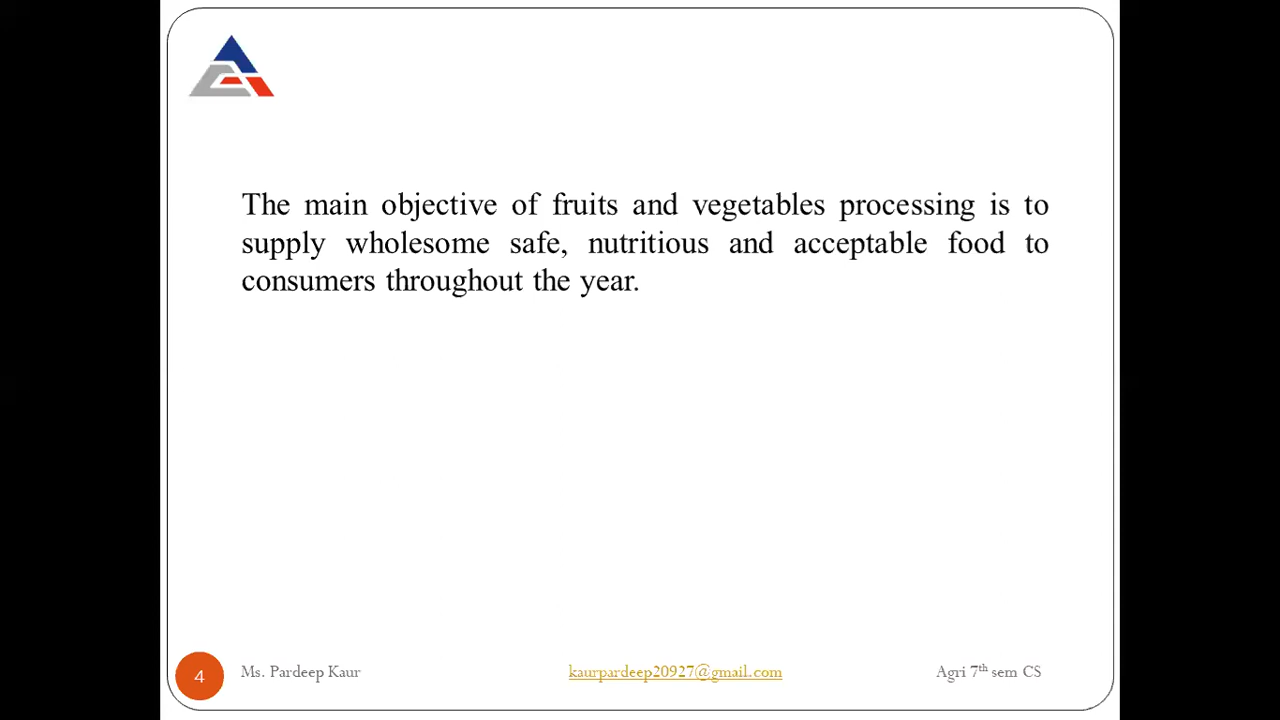 The main objective of fruits and vegetables processing is to
supply wholesome safe, nutritious and acceptable food to
consumers throughout the year.
4
Ms. Pardeep Kaur
kaurpardeep20927@gmail.com
Agri 7th sem CS